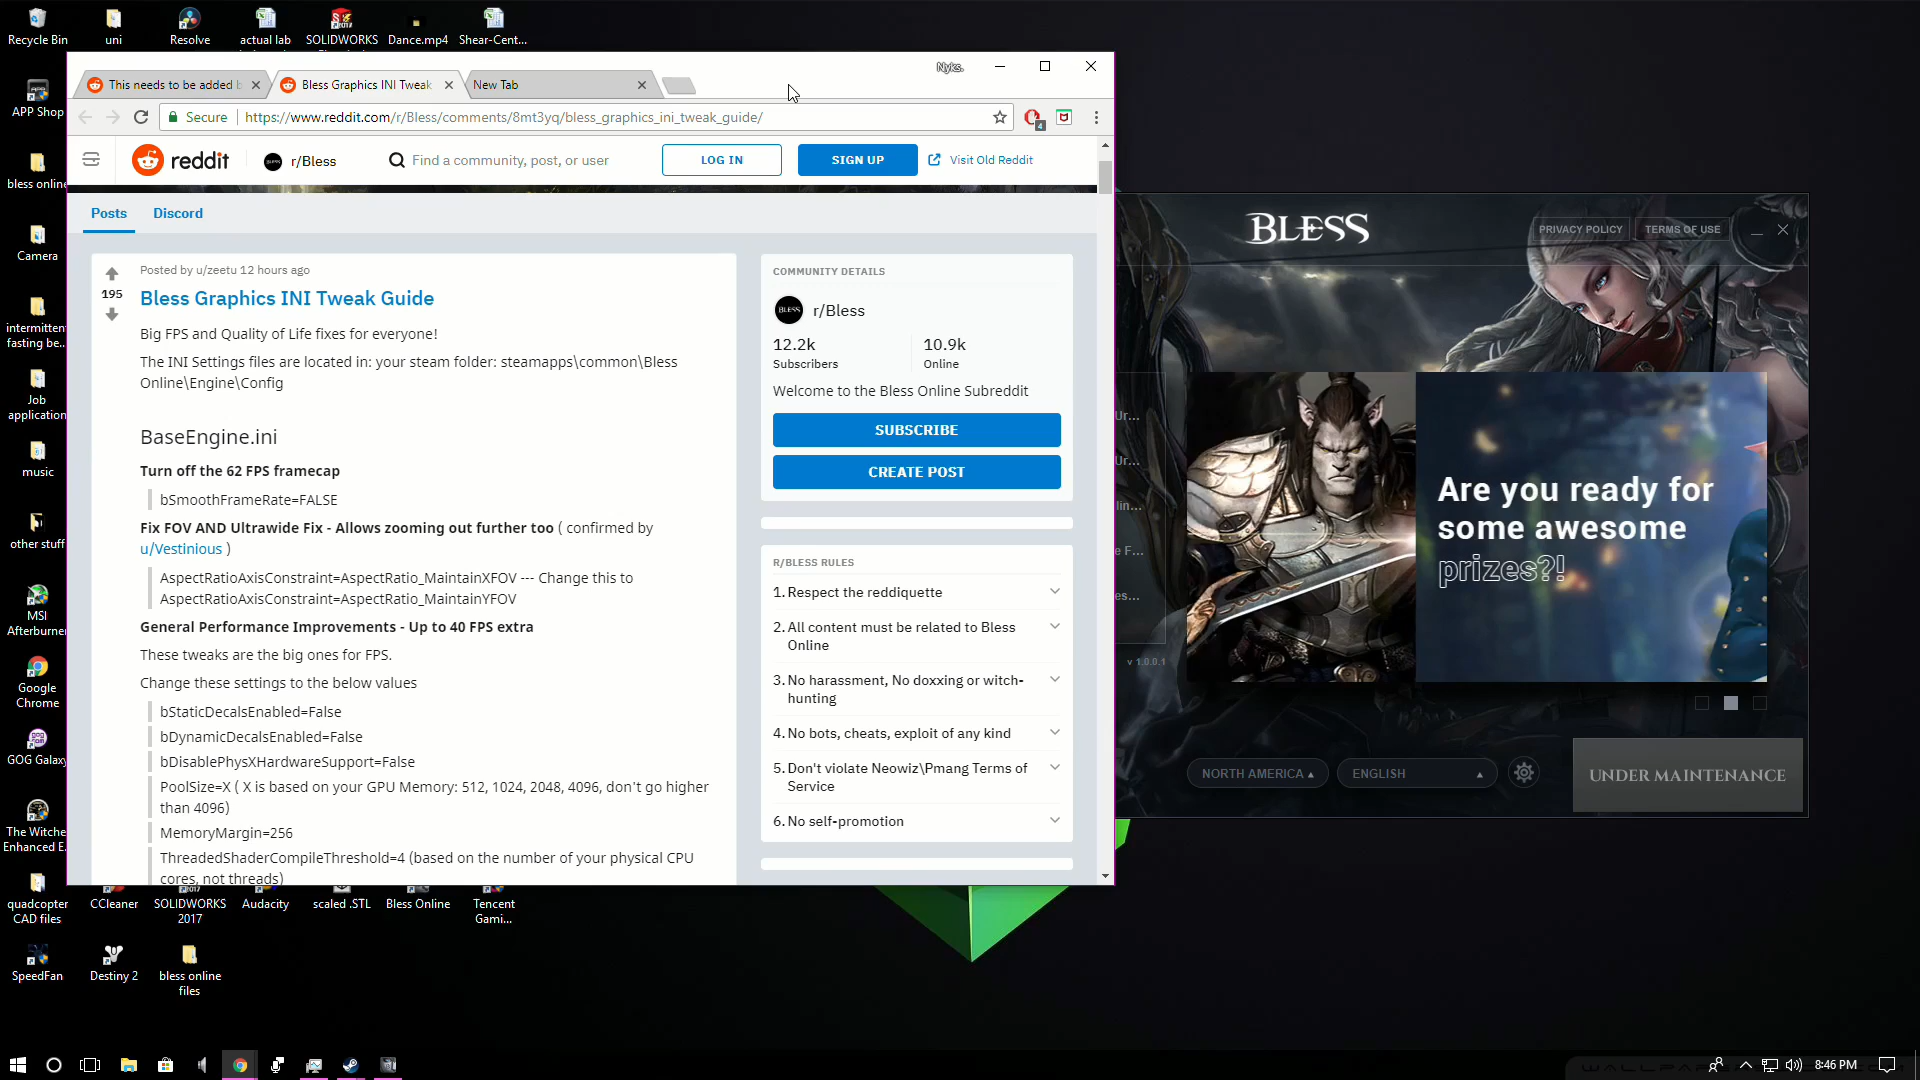 Recycle Bin
uni
Resolve
actual lab
SOLIDWORKS
Dance.mp4
Shear-Cent...
APP Shop
bless online
Camera
intermitten
fasting be...
Job
application
music
other stuff
MSI
Afterburner
Google
Chrome
GOG Galaxy
The Witche
Enhanced E...
quadcopter
CAD files
CCleaner
SOLIDWORKS
2017
Audacity
scaled .STL
Bless Online
Tencent
Gami...
SpeedFan
Destiny 2
bless online
files
Nyks.
This needs to be added b
Bless Graphics INI Tweak
New Tab
Secure
https://www.reddit.com/r/Bless/comments/8mt3yq/bless_graphics_ini_tweak_guide/
4
reddit
BLESS
r/Bless
Find a community, post, or user
LOG IN
SIGN UP
Visit Old Reddit
Posts
Discord
Posted by u/zeetu 12 hours ago
195
Bless Graphics INI Tweak Guide
Big FPS and Quality of Life fixes for everyone!
The INI Settings files are located in: your steam folder: steamapps\common\Bless
Online\Engine\Config
BaseEngine.ini
Turn off the 62 FPS framecap
bSmoothFrameRate=FALSE
Fix FOV AND Ultrawide Fix - Allows zooming out further too ( confirmed by
u/Vestinious )
AspectRatioAxisConstraint=AspectRatio_MaintainXFOV --- Change this to
AspectRatioAxisConstraint=AspectRatio_MaintainYFOV
General Performance Improvements - Up to 40 FPS extra
These tweaks are the big ones for FPS.
Change these settings to the below values
bStaticDecalsEnabled=False
bDynamicDecalsEnabled=False
bDisablePhysXHardwareSupport=False
PoolSize=X ( X is based on your GPU Memory: 512, 1024, 2048, 4096, don't go higher
than 4096)
MemoryMargin=256
ThreadedShaderCompileThreshold=4 (based on the number of your physical CPU
cores, not threads)
COMMUNITY DETAILS
BLESS
r/Bless
12.2k
Subscribers
10.9k
Online
Welcome to the Bless Online Subreddit
SUBSCRIBE
CREATE POST
R/BLESS RULES
1. Respect the reddiquette
2. All content must be related to Bless
Online
3. No harassment, No doxxing or witch-
hunting
4. No bots, cheats, exploit of any kind
5. Don't violate Neowiz\Pmang Terms of
Service
6. No self-promotion
BLESS
PRIVACY POLICY
TERMS OF USE
Ur...
Ur...
lin...
e F...
es...
v 1.0.0.1
Are you ready for
some awesome
prizes?!
NORTH AMERICA
ENGLISH
UNDER MAINTENANCE
8:46 PM